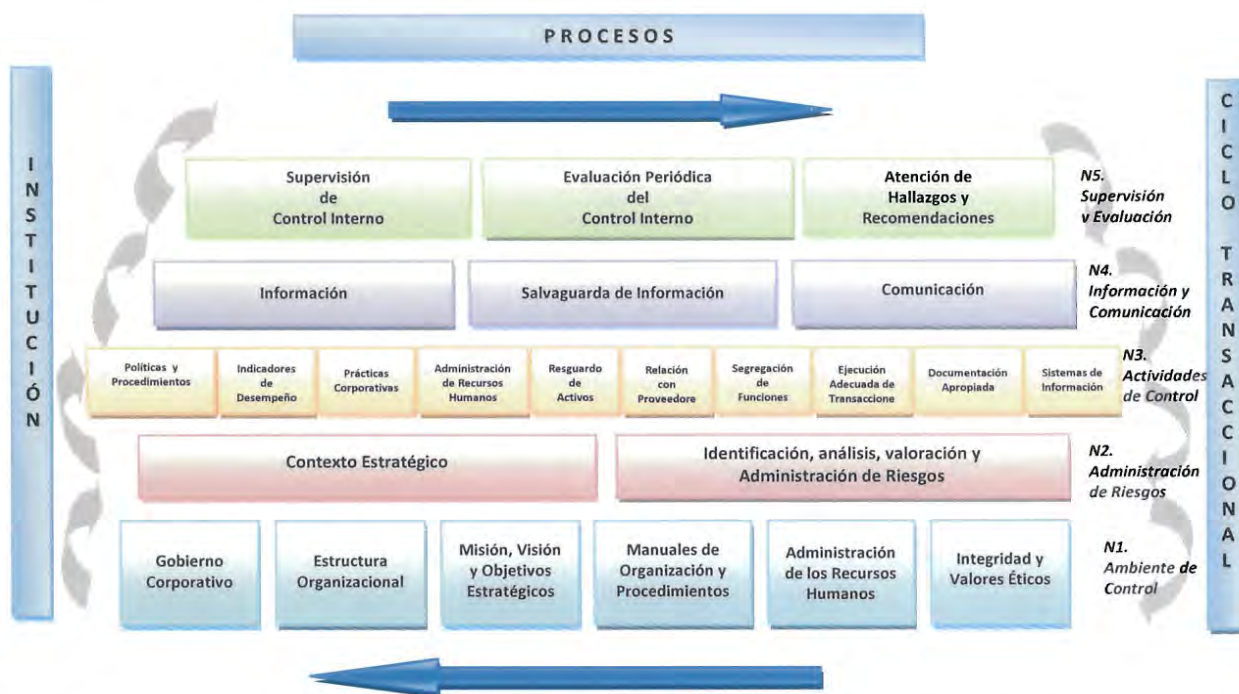 PROCESOS
INSTITUCIÓN
CICLO TRANSACCIONAL
Supervisión
de
Control Interno
Evaluación Periódica
del
Control Interno
Atención de
Hallazgos y
Recomendaciones
N5.
Supervisión
v Evaluación
Información
Salvaguarda de Información
Comunicación
N4.
Información y
Comunicación
Políticas y
Procedimientos
Indicadores
de
Desempeño
Prácticas
Corporativas
Administración
de Recursos
Humanos
Resguardo
de
Activos
Relación
con
Proveedore
Segregación
de
Funciones
Ejecución
Adecuada de
Transaccione
Documentación
Apropiada
Sistemas de
Información
N3.
Actividades
de Control
Contexto Estratégico
Identificación, análisis, valoración y
Administración de Riesgos
N2.
Administración
de Riesgos
Gobierno
Corporativo
Estructura
Organizacional
Misión, Visión
y Objetivos
Estratégicos
Manuales de
Organización y
Procedimientos
Administración
de los Recursos
Humanos
Integridad y
Valores Éticos
N1.
Ambiente de
Control